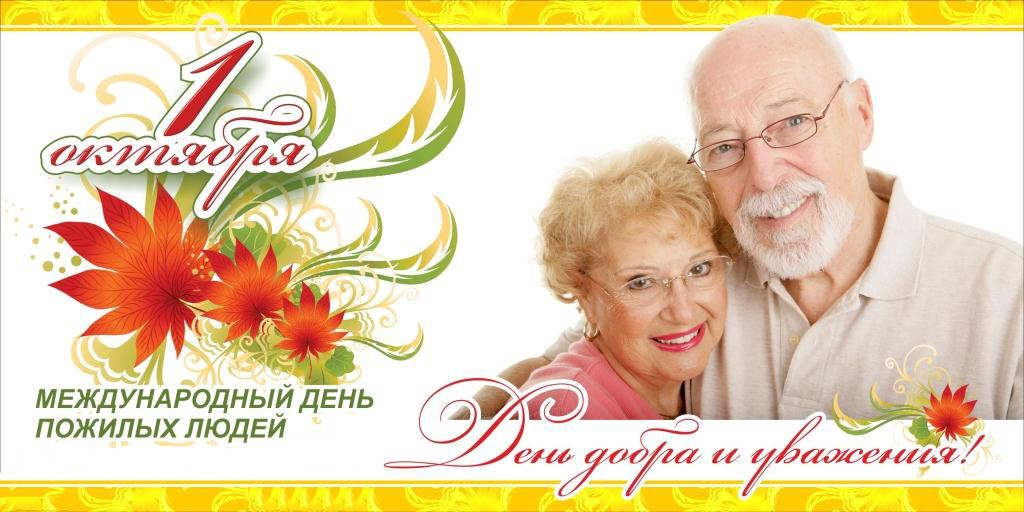 1
октября
МЕЖДУНАРОДНЫЙ ДЕНЬ
ПОЖИЛЫХ ЛЮДЕЙ
День добра и уважения!